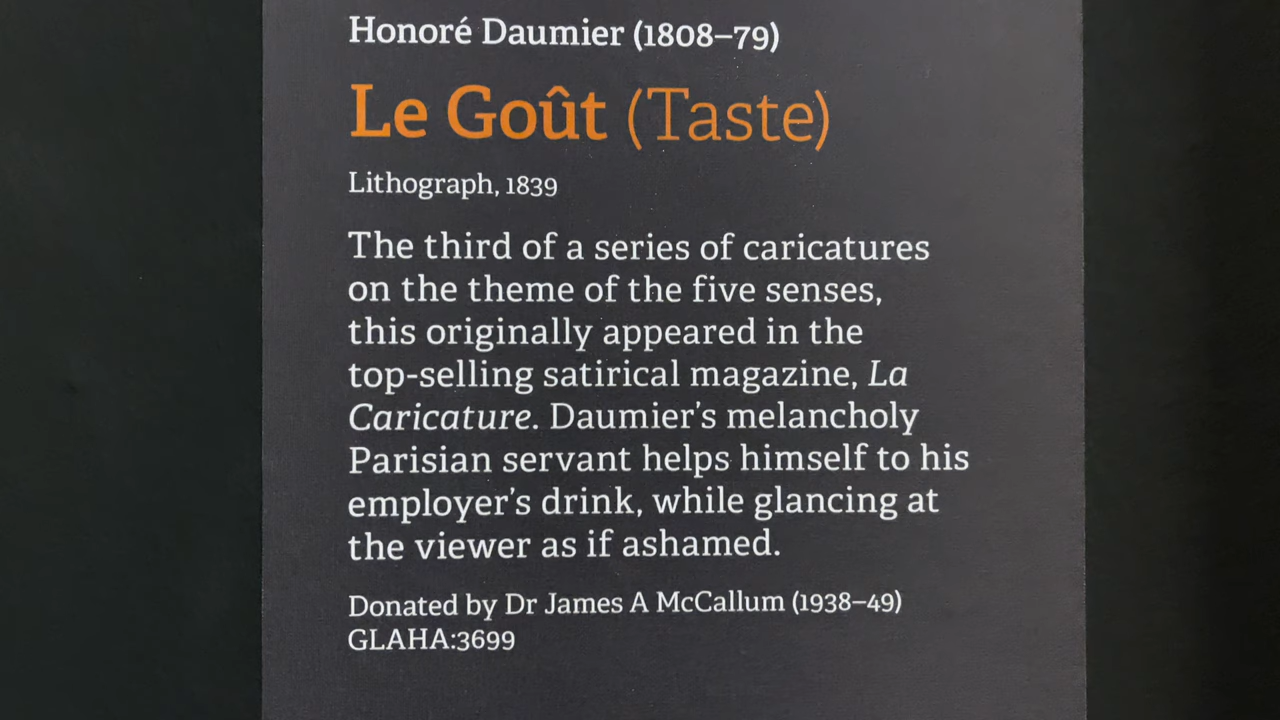 Honoré Daumier (1808–79)
Le Goût (Taste)
Lithograph, 1839
The third of a series of caricatures
on the theme of the five senses,
this originally appeared in the
top-selling satirical magazine, La
Caricature. Daumier’s melancholy
Parisian servant helps himself to his
employer’s drink, while glancing at
the viewer as if ashamed.
Donated by Dr James A McCallum (1938–49)
GLAHA:3699